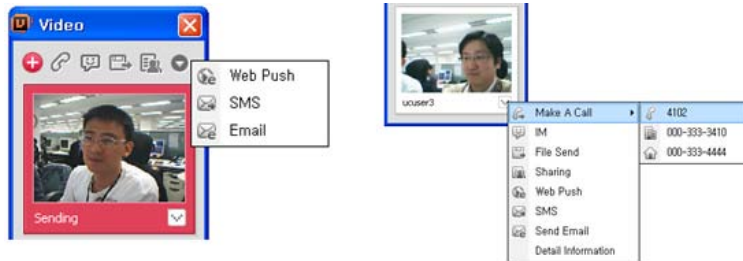 Video
Web Push
SMS
Email
Sending
ucuser3
Make A Call
IM
File Send
Sharing
Web Push
SMS
Send Email
Detail Information
4102
000-333-3410
000-333-4444